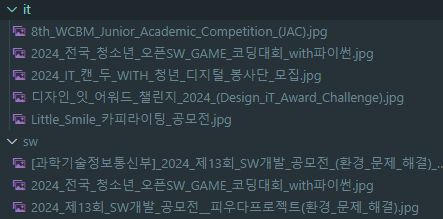 it
8th_WCBM_Junior_Academic_Competition_(JAC).jpg
2024_전국_청소년_오픈SW_GAME_코딩대회_with파이썬.jpg
2024_IT_캔_두_WITH_청년_디지털_봉사단_모집.jpg
디자인_잇_어워드_챌린지_2024_(Design_iT_Award_Challenge).jpg
Little_Smile_카피라이팅_공모전.jpg
sw
[과학기술정보통신부]_2024_제13회_SW개발_공모전_(환경_문제_해결)_...
2024_전국_청소년_오픈SW_GAME_코딩대회_with파이썬.jpg
2024_제13회_SW개발_공모전__피우다프로젝트(환경_문제_해결).jpg